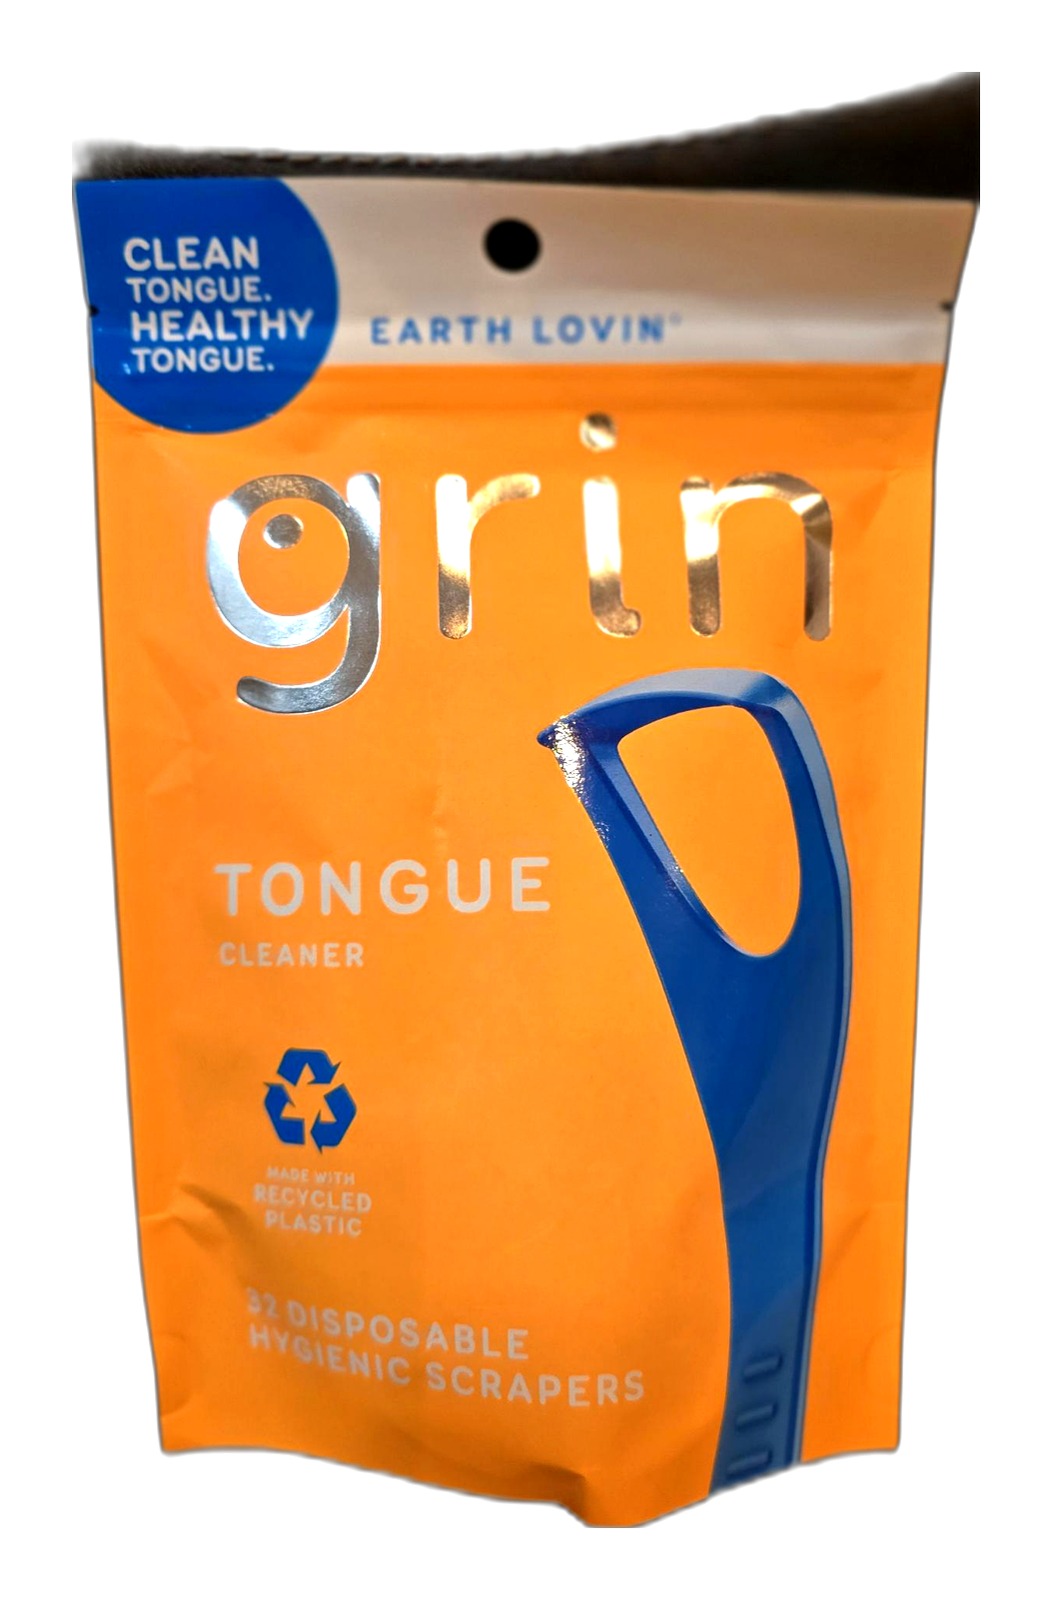 CLEAN
TONGUE.
HEALTHY
TONGUE.
EARTH LOVIN®
grin
TONGUE
CLEANER
MADE WITH
RECYCLED
PLASTIC
32 DISPOSABLE
HYGIENIC SCRAPERS